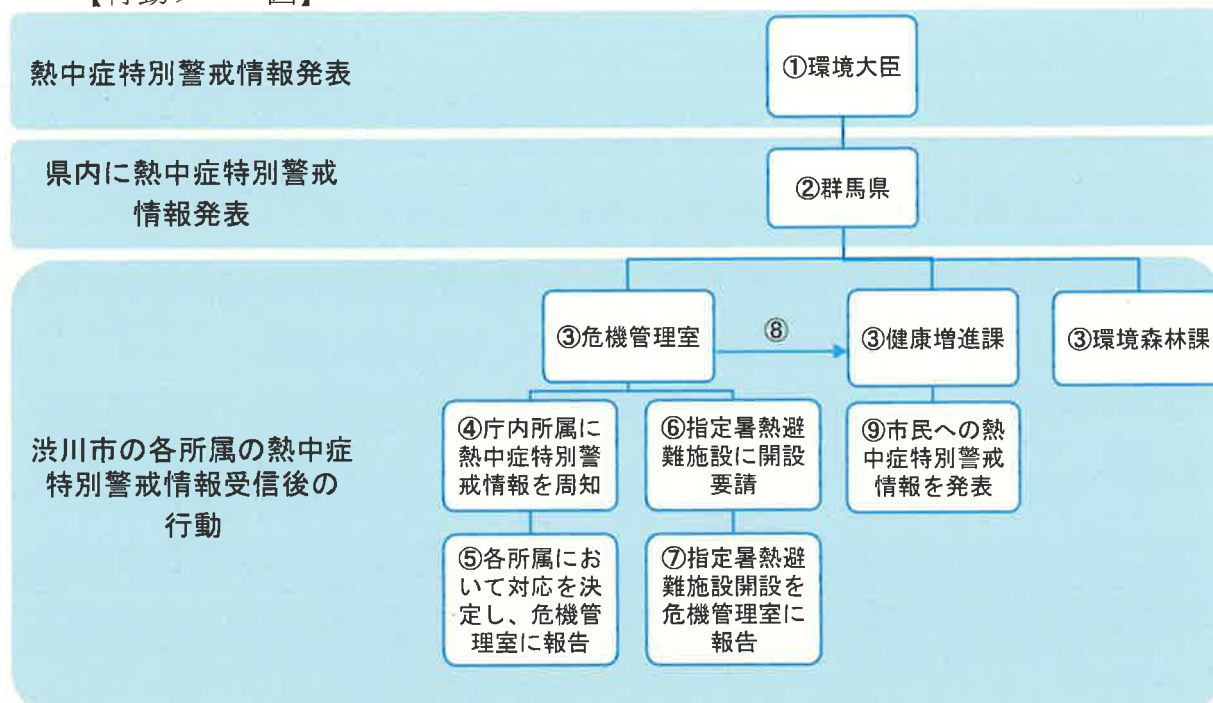 熱中症特別警戒情報発表
①環境大臣
県内に熱中症特別警戒
情報発表
②群馬県
渋川市の各所属の熱中症
特別警戒情報受信後の
行動
③危機管理室
⑧
③健康増進課
③環境森林課
④庁内所属に
熱中症特別警
戒情報を周知
⑥指定暑熱避
難施設に開設
要請
⑨市民への熱
中症特別警戒
情報を発表
⑤各所属にお
いて対応を決
定し、危機管
理室に報告
⑦指定暑熱避
難施設開設を
危機管理室に
報告